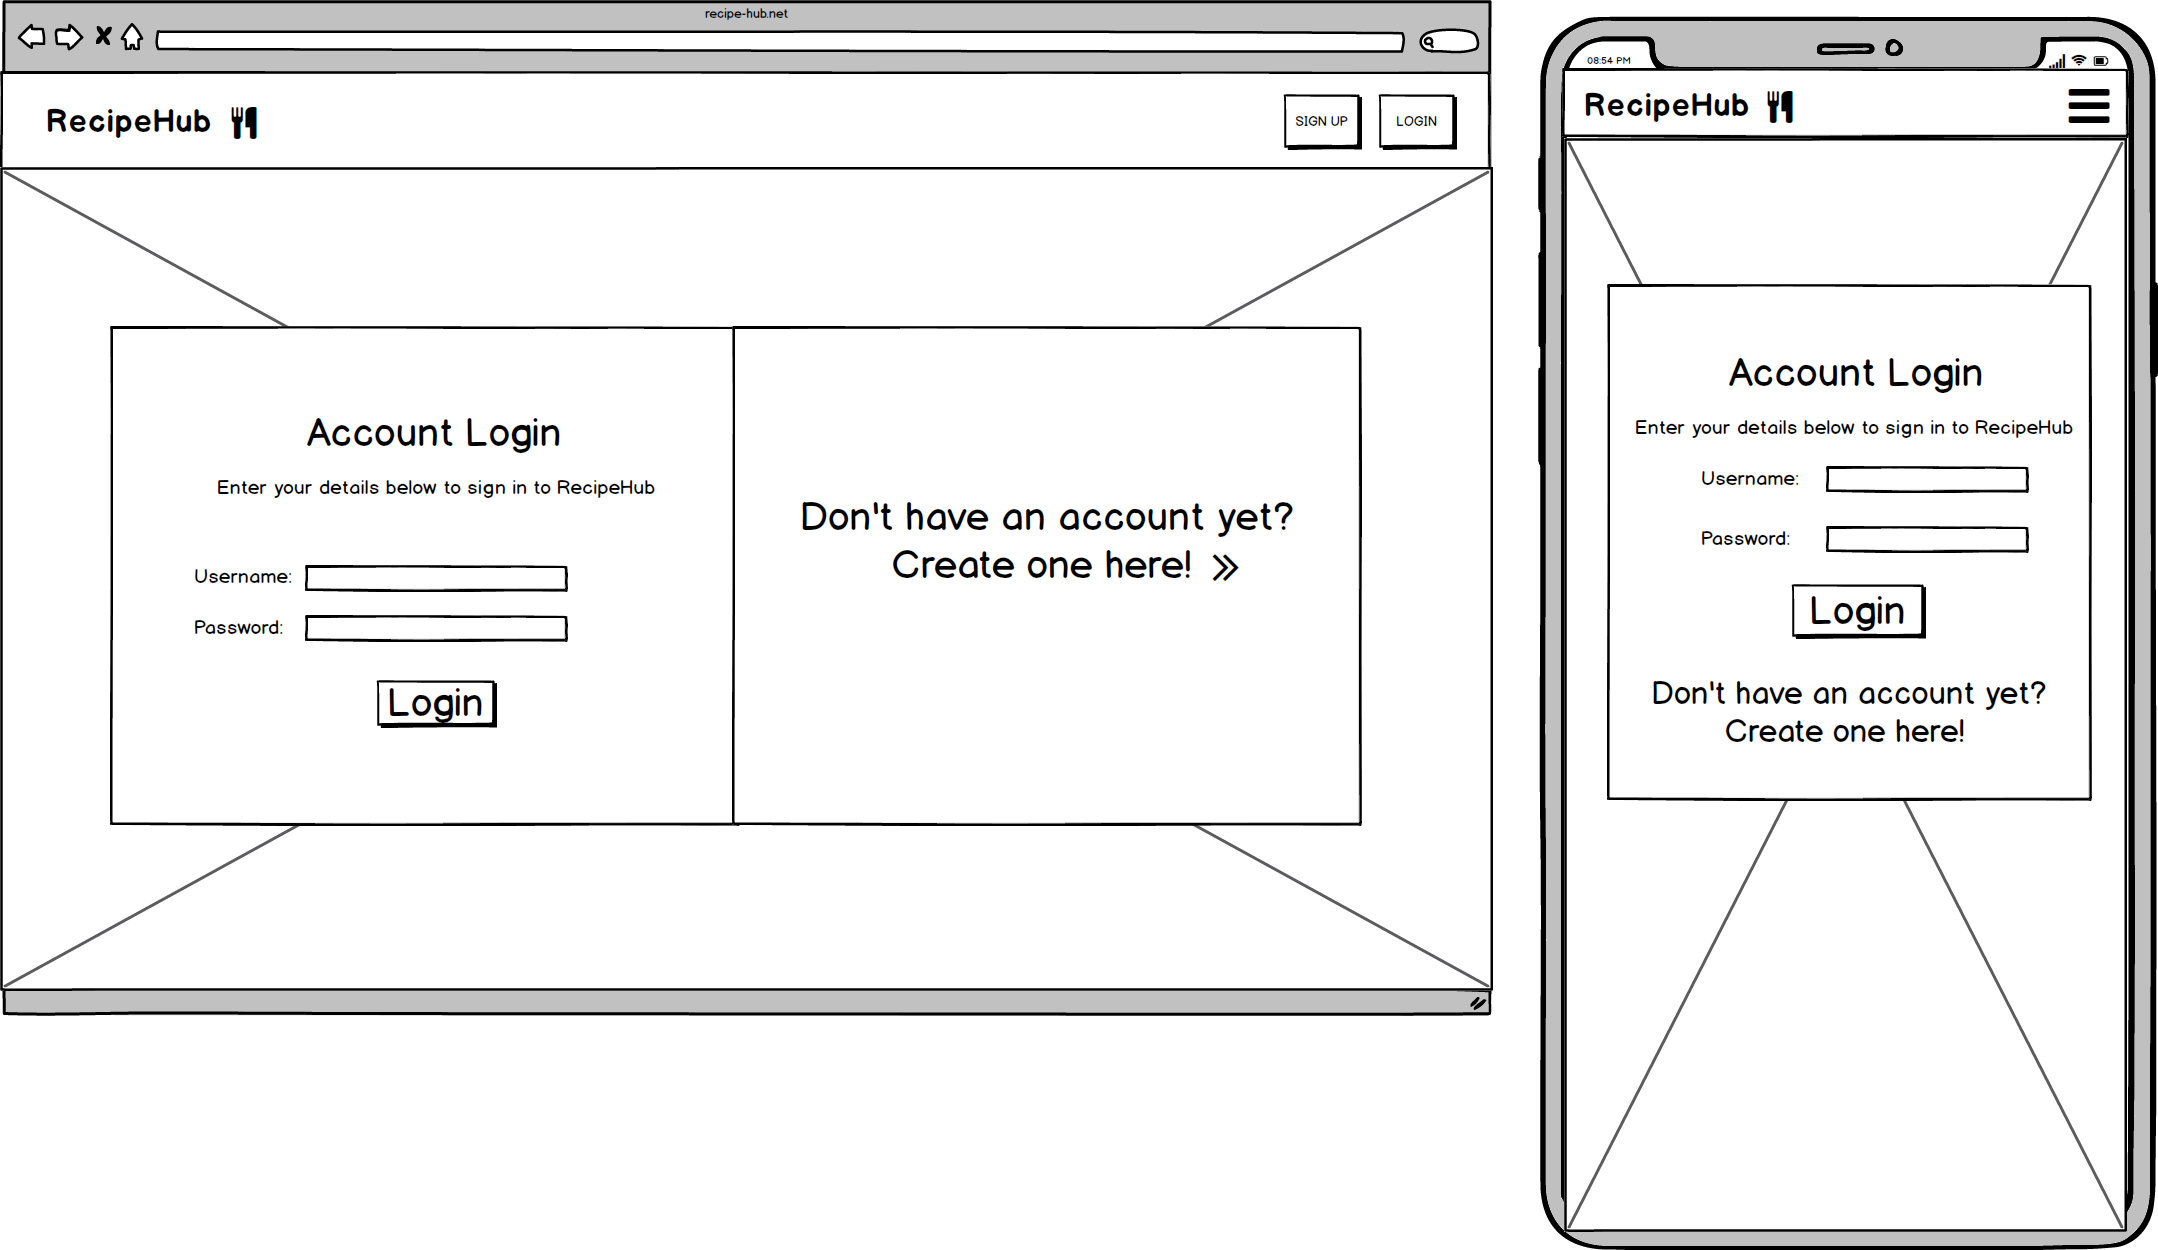 recipe-hub.net
RecipeHub
SIGN UP
LOGIN
Account Login
Enter your details below to sign in to RecipeHub
Username:
Password:
Login
Don't have an account yet?
Create one here!
08:54 PM
RecipeHub
Account Login
Enter your details below to sign in to RecipeHub
Username:
Password:
Login
Don't have an account yet?
Create one here!